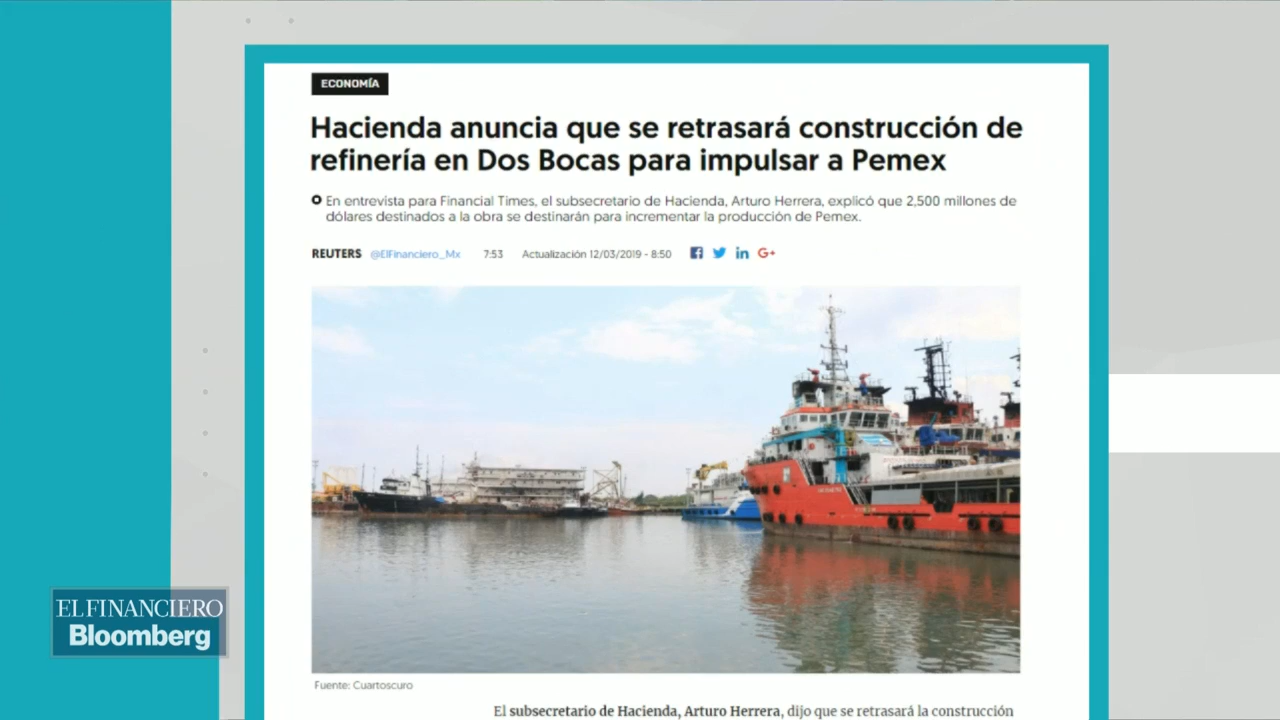 ECONOMÍA
Hacienda anuncia que se retrasará construcción de
refinería en Dos Bocas para impulsar a Pemex
En entrevista para Financial Times, el subsecretario de Hacienda, Arturo Herrera, explicó que 2,500 millones de
dólares destinados a la obra se destinarán para incrementar la producción de Pemex.
REUTERS @ElFinanciero_Mx 7:53 Actualización 12/03/2019 - 8:50
EL FINANCIERO
Bloomberg
Fuente: Cuartoscuro
El subsecretario de Hacienda, Arturo Herrera, dijo que se retrasará la construcción